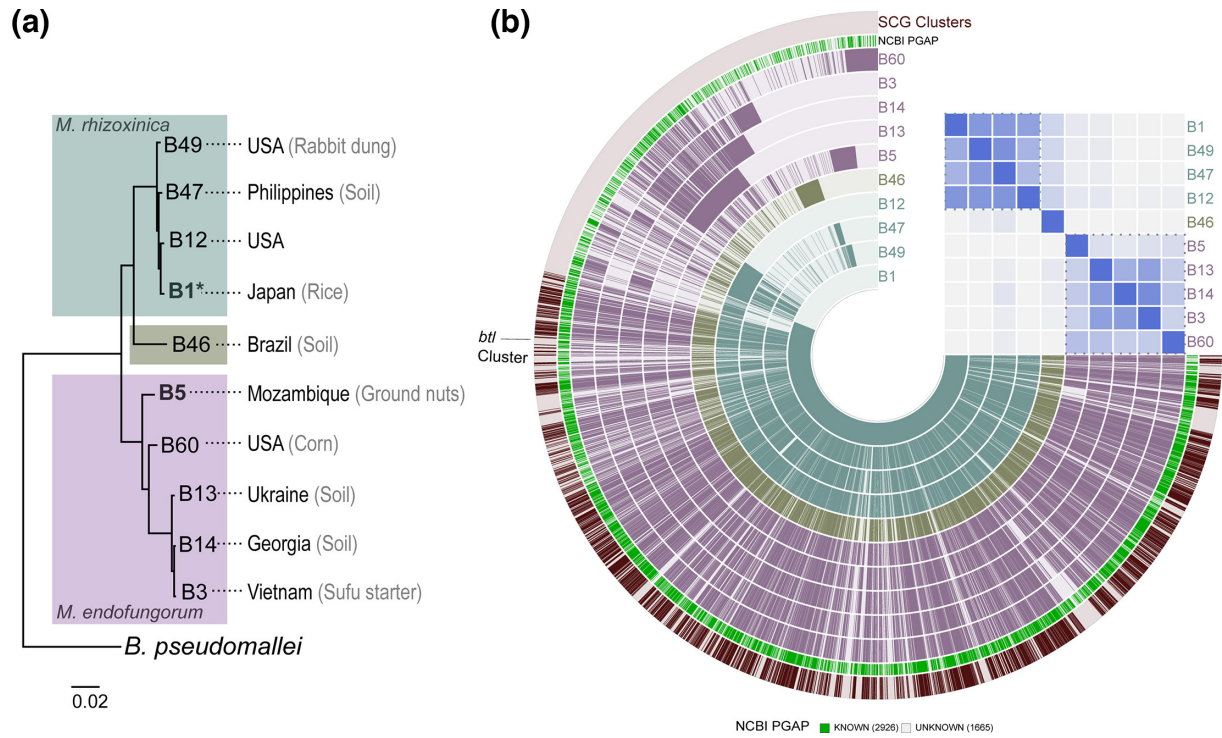 (a)
M. rhizoxinica
B49 USA (Rabbit dung)
B47 Philippines (Soil)
B12 USA
B1* Japan (Rice)
B46 Brazil (Soil)
B5 Mozambique (Ground nuts)
B60 USA (Corn)
B13 Ukraine (Soil)
B14 Georgia (Soil)
B3 Vietnam (Sufu starter)
M. endofungorum
B. pseudomallei
0.02
(b)
SCG Clusters
NCBI PGAP
B60
B3
B14
B13
B5
B46
B12
B47
B49
B1
btl
Cluster
B1
B49
B47
B12
B46
B5
B13
B14
B3
B60
NCBI PGAP KNOWN (2926) UNKNOWN (1665)